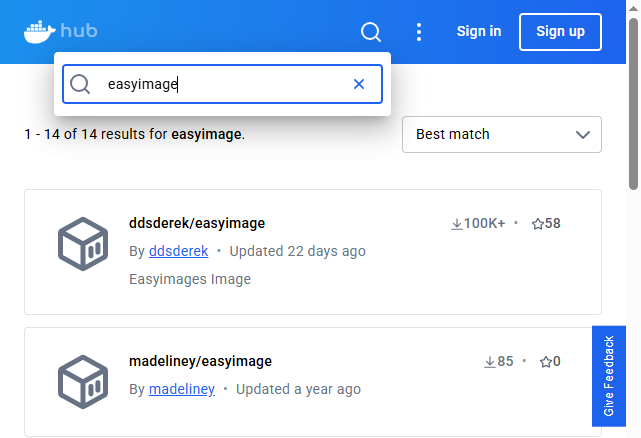 hub
Sign in
Sign up
easyimage
1 - 14 of 14 results for easyimage.
Best match
ddsderek/easyimage
100K+ • 58
By ddsderek • Updated 22 days ago
Easyimages Image
madeliney/easyimage
85 • 0
By madeliney • Updated a year ago
Give Feedback